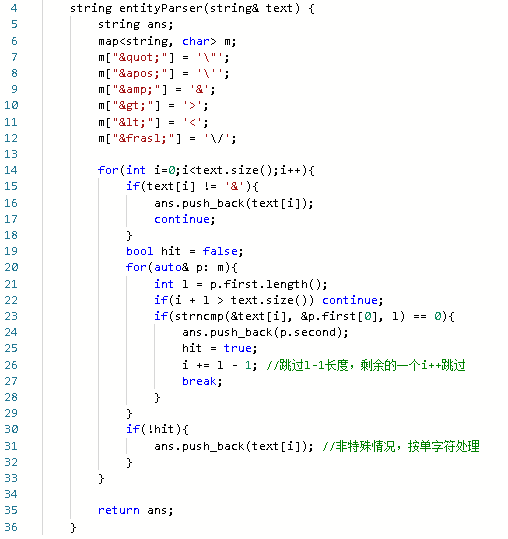 4 string entityParser(string& text) {
5 string ans;
6 map<string, char> m;
7 m["&quot;"] = '\"';
8 m["&apos;"] = '\'';
9 m["&amp;"] = '&';
10 m["&gt;"] = '>';
11 m["&lt;"] = '<';
12 m["&frasl;"] = '\/';
13
14 for(int i=0;i<text.size();i++){
15 if(text[i] != '&'){
16 ans.push_back(text[i]);
17 continue;
18 }
19 bool hit = false;
20 for(auto& p: m){
21 int l = p.first.length();
22 if(i + l > text.size()) continue;
23 if(strncmp(&text[i], &p.first[0], l) == 0){
24 ans.push_back(p.second);
25 hit = true;
26 i += l - 1; //跳过l-1长度，剩余的一个i++跳过
27 break;
28 }
29 }
30 if(!hit){
31 ans.push_back(text[i]); //非特殊情况，按单字符处理
32 }
33 }
34
35 return ans;
36 }